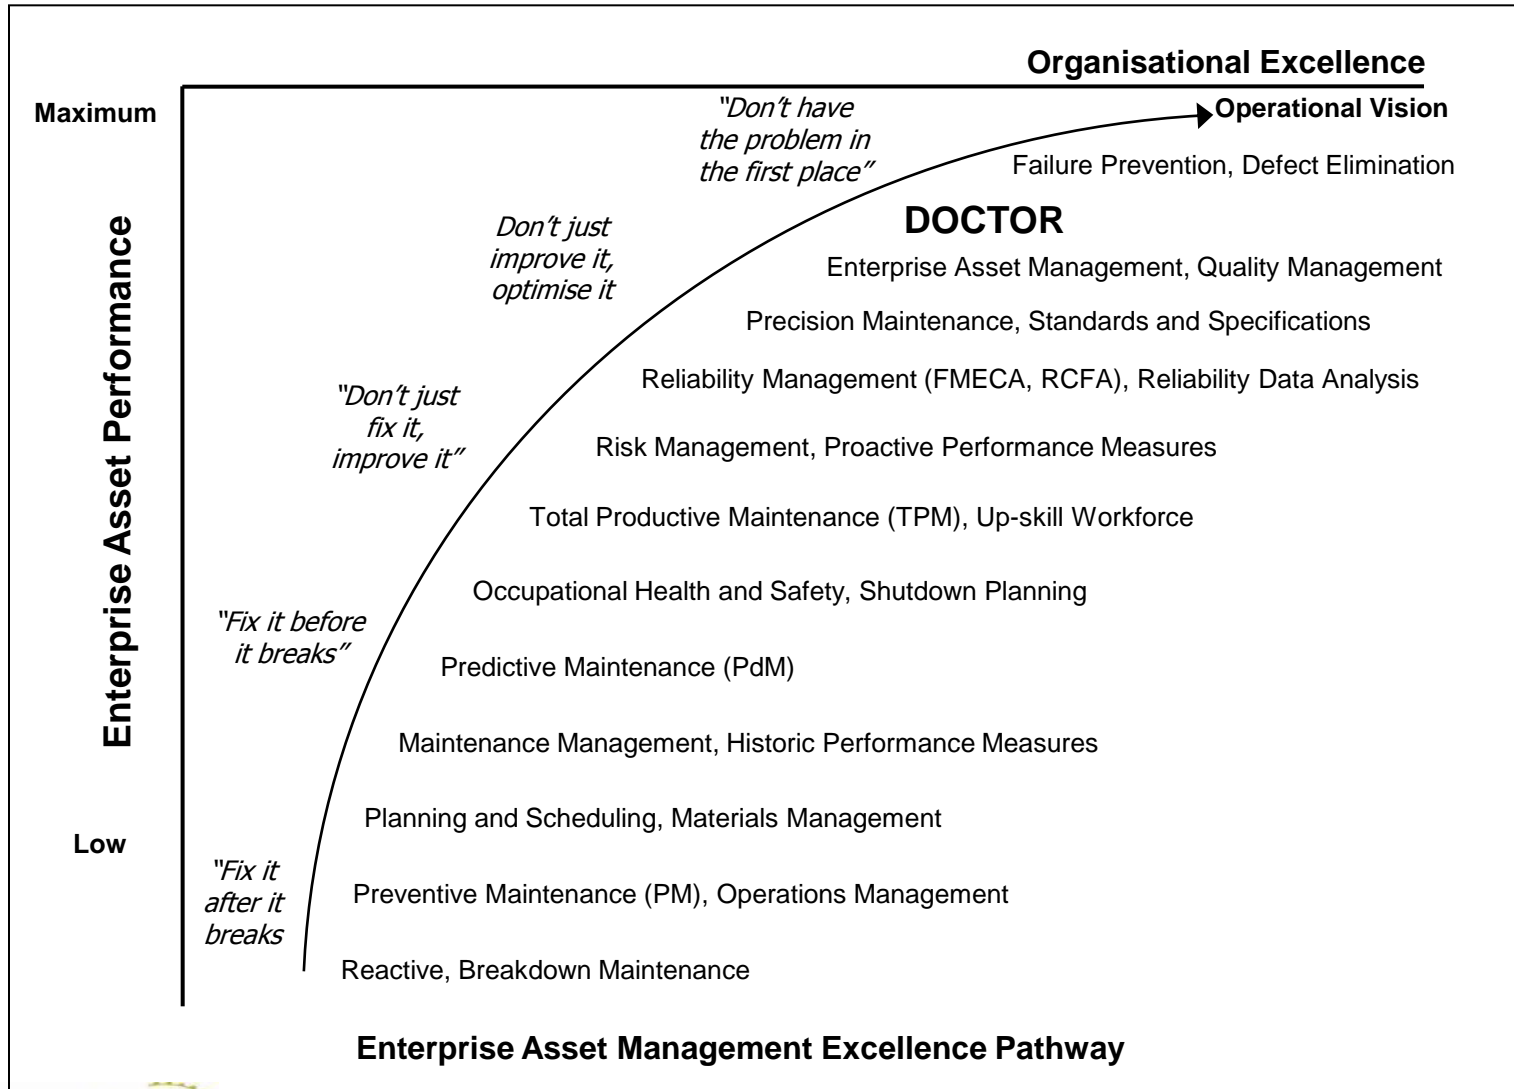 Organisational Excellence
Maximum
"Don't have
the problem in
the first place"
Operational Vision
Failure Prevention, Defect Elimination
DOCTOR
Don't just
improve it,
optimise it
Enterprise Asset Management, Quality Management
Precision Maintenance, Standards and Specifications
Reliability Management (FMECA, RCFA), Reliability Data Analysis
"Don't just
fix it,
improve it"
Risk Management, Proactive Performance Measures
Enterprise Asset Performance
Total Productive Maintenance (TPM), Up-skill Workforce
Occupational Health and Safety, Shutdown Planning
"Fix it before
it breaks"
Predictive Maintenance (PdM)
Maintenance Management, Historic Performance Measures
Planning and Scheduling, Materials Management
Low
"Fix it
after it
breaks
Preventive Maintenance (PM), Operations Management
Reactive, Breakdown Maintenance
Enterprise Asset Management Excellence Pathway